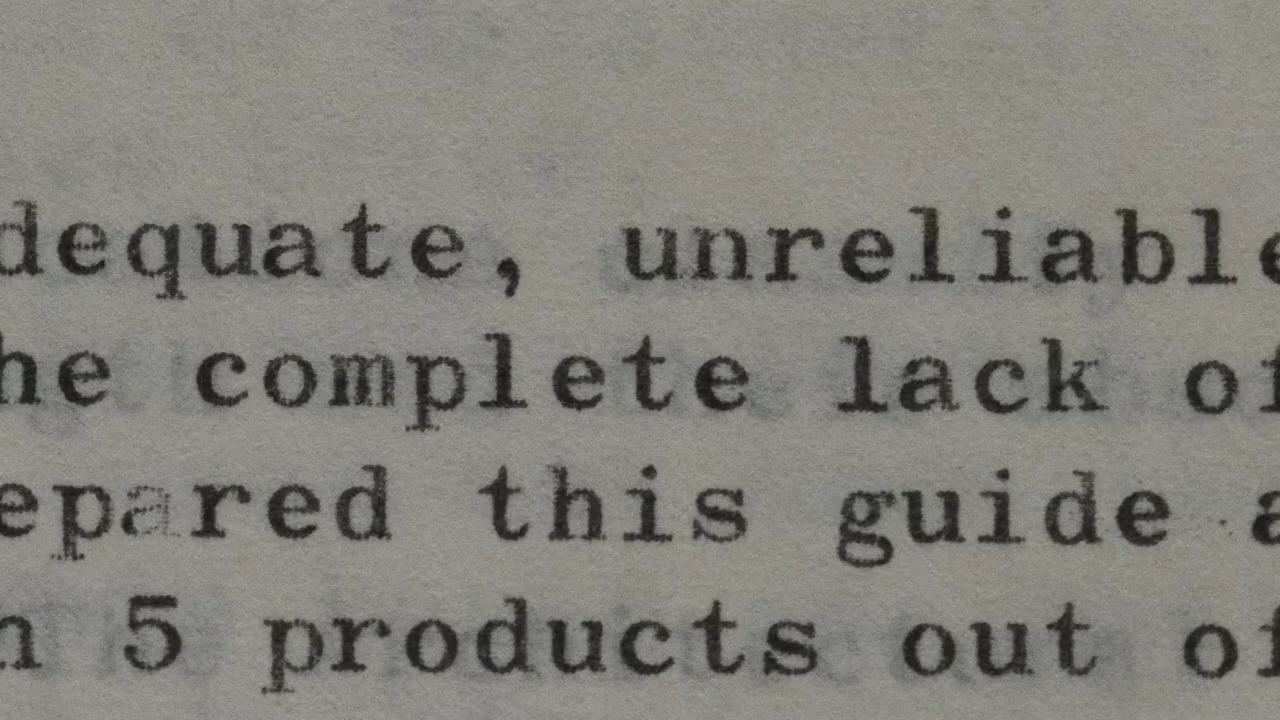 dequate, unreliable
he complete lack of
epared this guide a
n 5 products out of